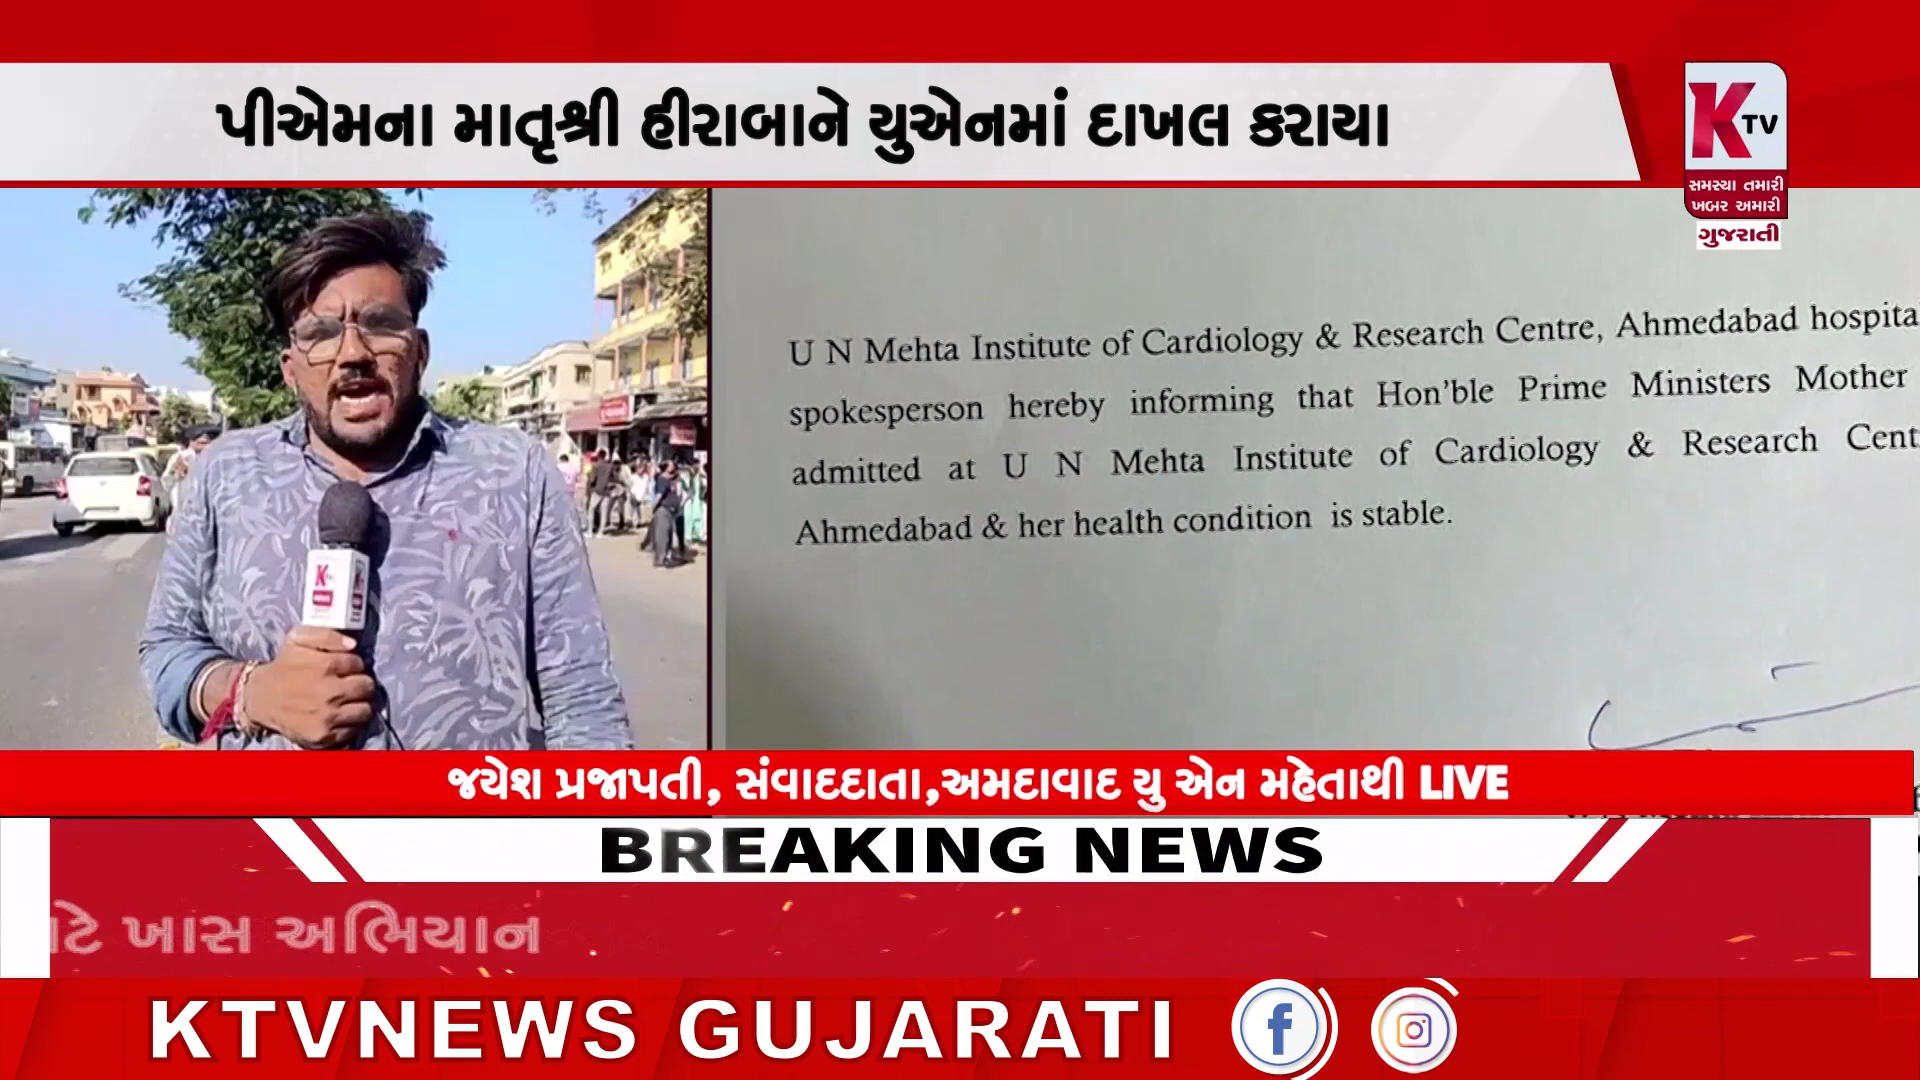 પીએમના માતૃશ્રી હીરાબાને યુએનમાં દાખલ કરાયા
K TV
સમસ્યા તમારી
ખબર અમારી
ગુજરાતી
U N Mehta Institute of Cardiology & Research Centre, Ahmedabad hospital
spokesperson hereby informing that Hon'ble Prime Ministers Mother
admitted at U N Mehta Institute of Cardiology & Research Cent
Ahmedabad & her health condition is stable.
K TV
જયેશ પ્રજાપતી, સંવાદદાતા,અમદાવાદ યુ એન મહેતાથી LIVE
BREAKING NEWS
ખાસ અભિયાન
KTVNEWS GUJARATI